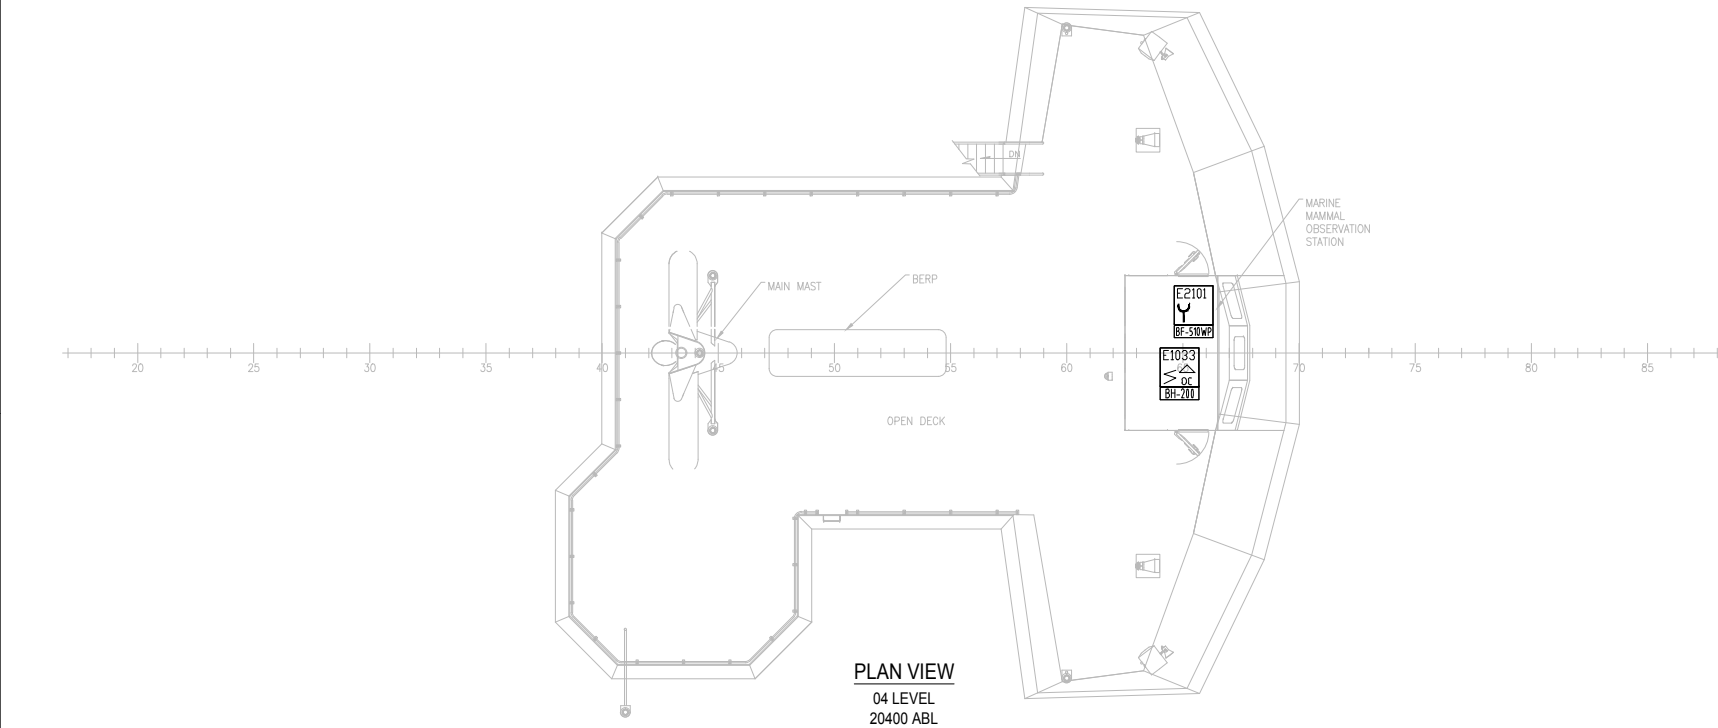 DN
MARINE
MAMMAL
OBSERVATION
STATION
MAIN MAST
BERP
E2101
BF-510WP
E1033
OC
BH-200
20
25
30
35
40
45
50
55
60
65
70
75
80
85
OPEN DECK
PLAN VIEW
04 LEVEL
20400 ABL